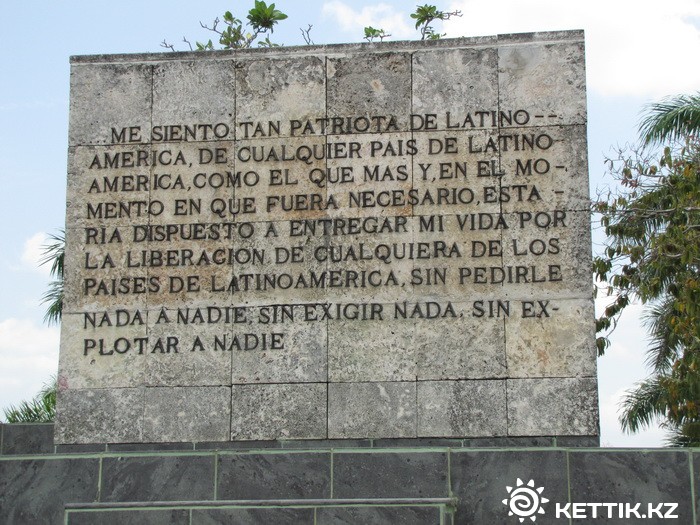 ME SIENTO TAN PATRIOTA DE LATINO--
AMERICA, DE CUALQUIER PAIS DE LATINO
AMERICA, COMO EL QUE MAS Y, EN EL MO-
MENTO EN QUE FUERA NECESARIO, ESTA-
RIA DISPUESTO A ENTREGAR MI VIDA POR
LA LIBERACION DE CUALQUIERA DE LOS
PAISES DE LATINOAMERICA, SIN PEDIRLE
NADA A NADIE, SIN EXIGIR NADA, SIN EX-
PLOTAR A NADIE
KETTIK.KZ